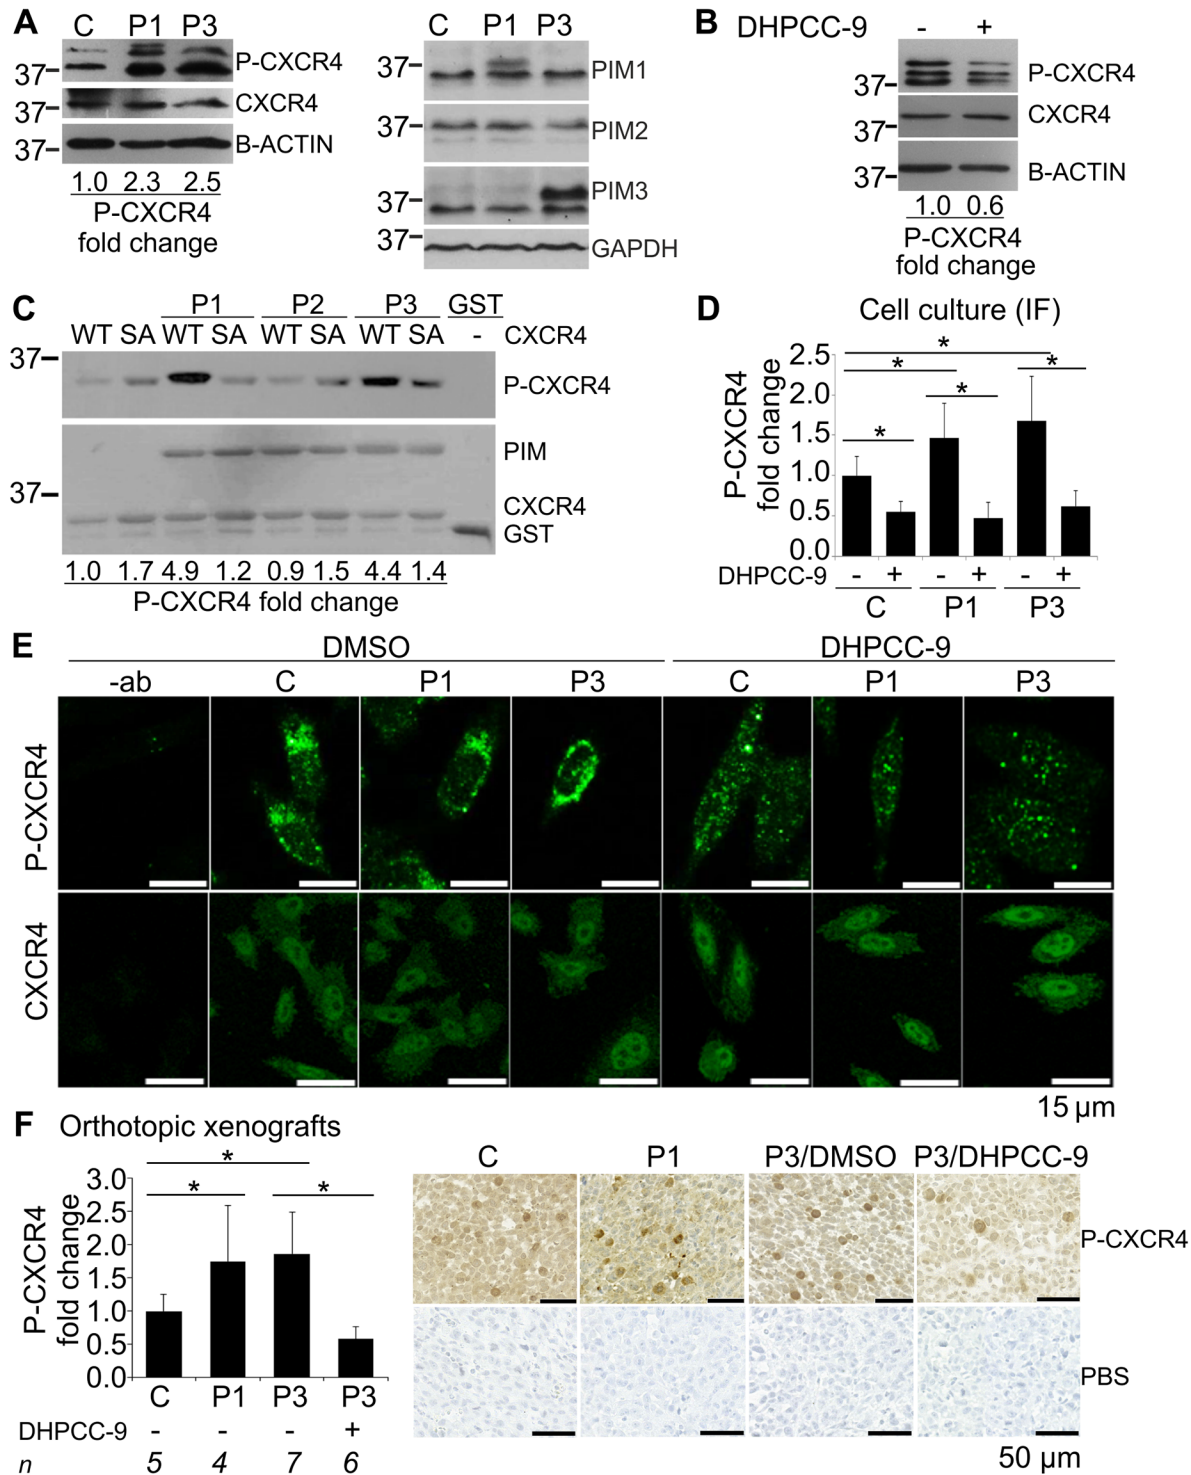 A
C P1 P3
37 P-CXCR4
37 CXCR4
37 B-ACTIN
1.0 2.3 2.5
P-CXCR4
fold change
C P1 P3
37 PIM1
37 PIM2
37 PIM3
37 GAPDH
B
DHPCC-9 - +
37 P-CXCR4
37 CXCR4
37 B-ACTIN
1.0 0.6
P-CXCR4
fold change
C
P1 P2 P3 GST
WT SA WT SA WT SA WT SA - CXCR4
37 P-CXCR4
PIM
37 CXCR4
GST
1.0 1.7 4.9 1.2 0.9 1.5 4.4 1.4
P-CXCR4 fold change
D Cell culture (IF)
P-CXCR4
fold change
2.5
2.0
1.5
1.0
0.5
0.0
* * * * *
DHPCC-9 - + - + - +
C P1 P3
E
DMSO DHPCC-9
-ab C P1 P3 C P1 P3
P-CXCR4
CXCR4
15 µm
F Orthotopic xenografts
P-CXCR4
fold change
3.0
2.5
2.0
1.5
1.0
0.5
0.0
* * *
C P1 P3 P3
DHPCC-9 - - - +
n 5 4 7 6
C P1 P3/DMSO P3/DHPCC-9
P-CXCR4
PBS
50 µm